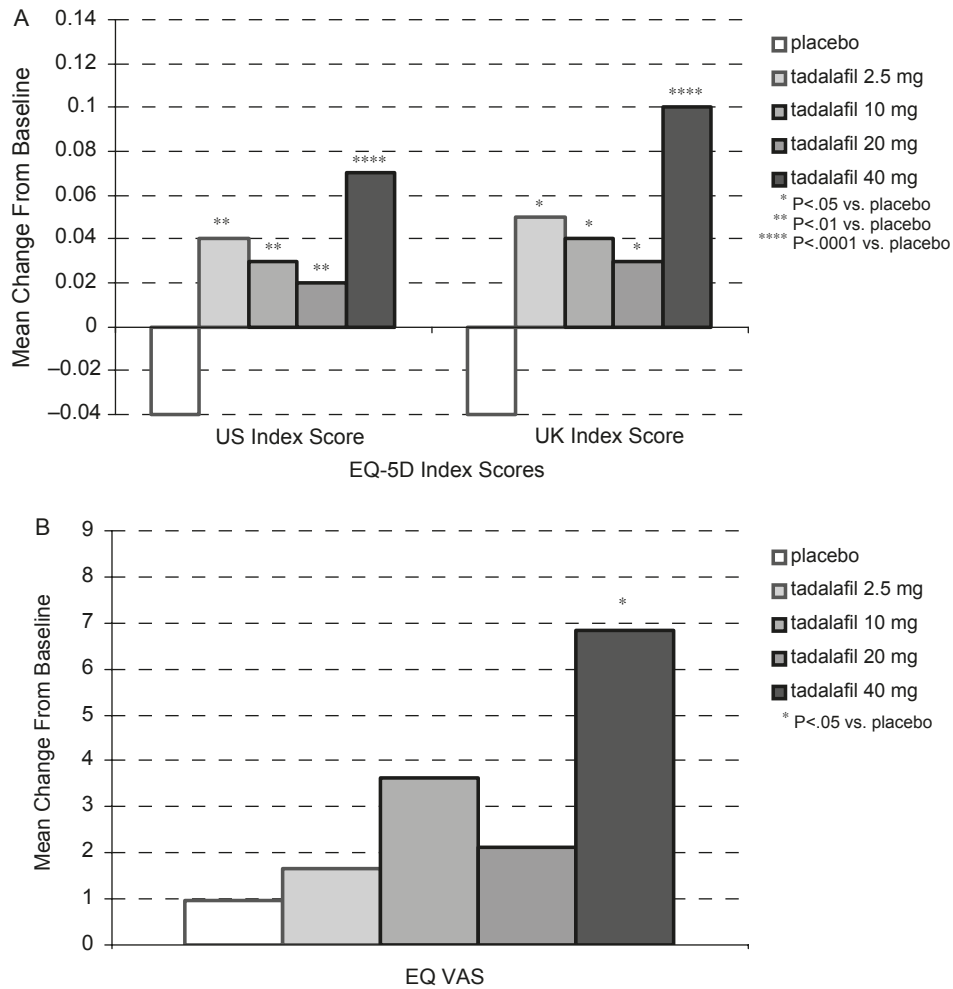 A
Mean Change From Baseline
0.14
0.12
0.1
0.08
0.06
0.04
0.02
0
–0.02
–0.04
**
**
**
****
*
*
*
****
US Index Score
UK Index Score
EQ-5D Index Scores
placebo
tadalafil 2.5 mg
tadalafil 10 mg
tadalafil 20 mg
tadalafil 40 mg
* P<.05 vs. placebo
** P<.01 vs. placebo
**** P<.0001 vs. placebo
B
Mean Change From Baseline
9
8
7
6
5
4
3
2
1
0
*
EQ VAS
placebo
tadalafil 2.5 mg
tadalafil 10 mg
tadalafil 20 mg
tadalafil 40 mg
* P<.05 vs. placebo